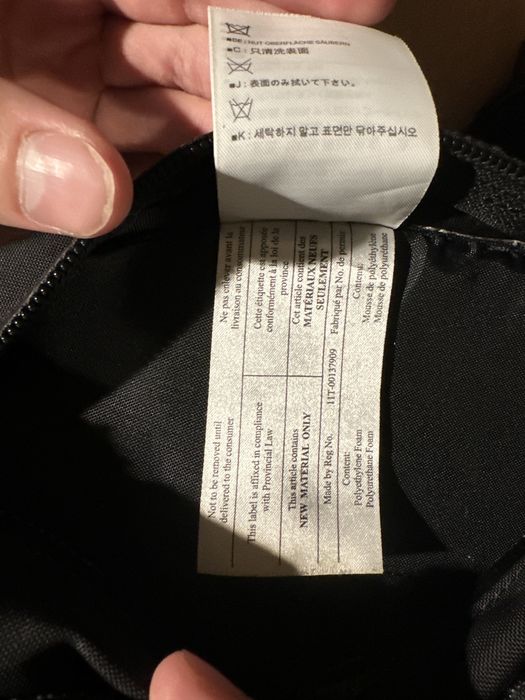 ■DE : NUT OBERFLÄCHE SÄUBERN
■C : 只清洗表面
■J : 表面のみ拭いて下さい。
■K : 세탁하지 말고 표면만 닦아주십시오
Not to be removed until
delivered to the consumer
Ne pas enlever avant la
livraison au consommateur
This label is affixed in compliance
with Provincial Law
Cette étiquette est apposée
conformément à la loi de la
province
This article contains
NEW MATERIAL ONLY
Cet article contient des
MATÉRIAUX NEUFS
SEULEMENT
Made by Reg No. 11T-00137909 Fabriqué par No. de permis
Content:
Polyethylene Foam
Polyurethane Foam
Contenu:
Mousse de polyéthylène
Mousse de polyuréthane